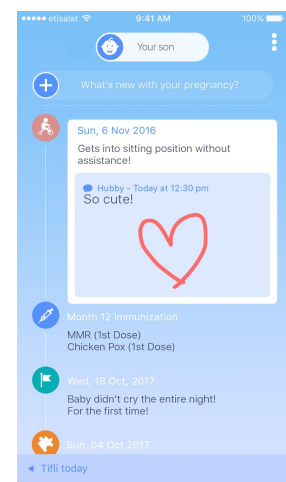 etisalat 9:41 AM 100%
Your son
What's new with your pregnancy?
Sun, 6 Nov 2016
Gets into sitting position without
assistance!
Hubby - Today at 12:30 pm
So cute!
Month 12 Immunization
MMR (1st Dose)
Chicken Pox (1st Dose)
Wed, 18 Oct, 2017
Baby didn't cry the entire night!
For the first time!
Sun, 04 Oct 2017
Tifli today